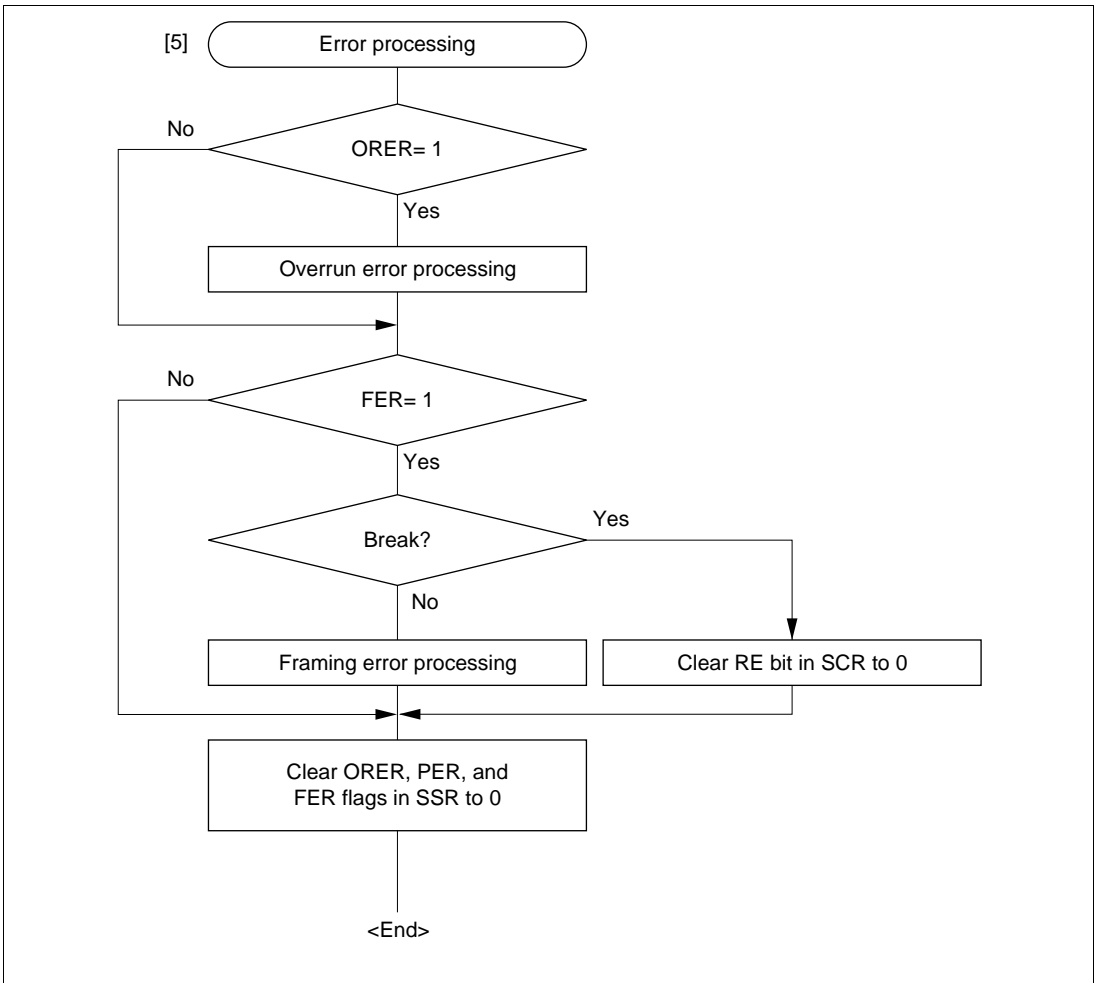 [5]
Error processing
No
ORER= 1
Yes
Overrun error processing
No
FER= 1
Yes
Break?
Yes
No
Framing error processing
Clear RE bit in SCR to 0
Clear ORER, PER, and
FER flags in SSR to 0
<End>